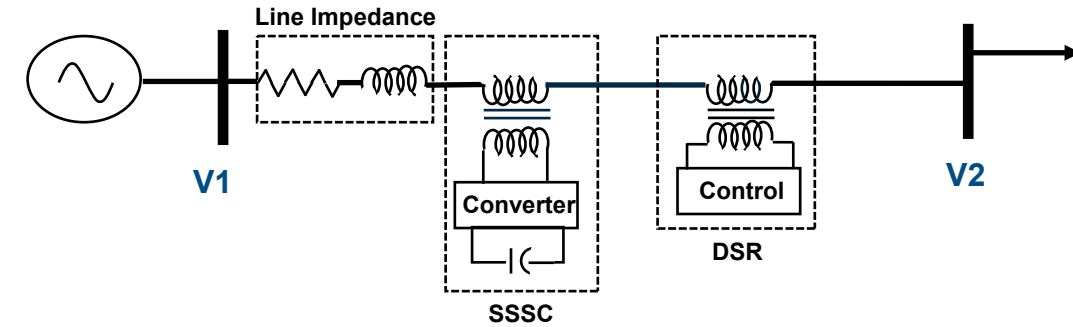 Line Impedance
V1
V2
Converter
Control
DSR
SSSC